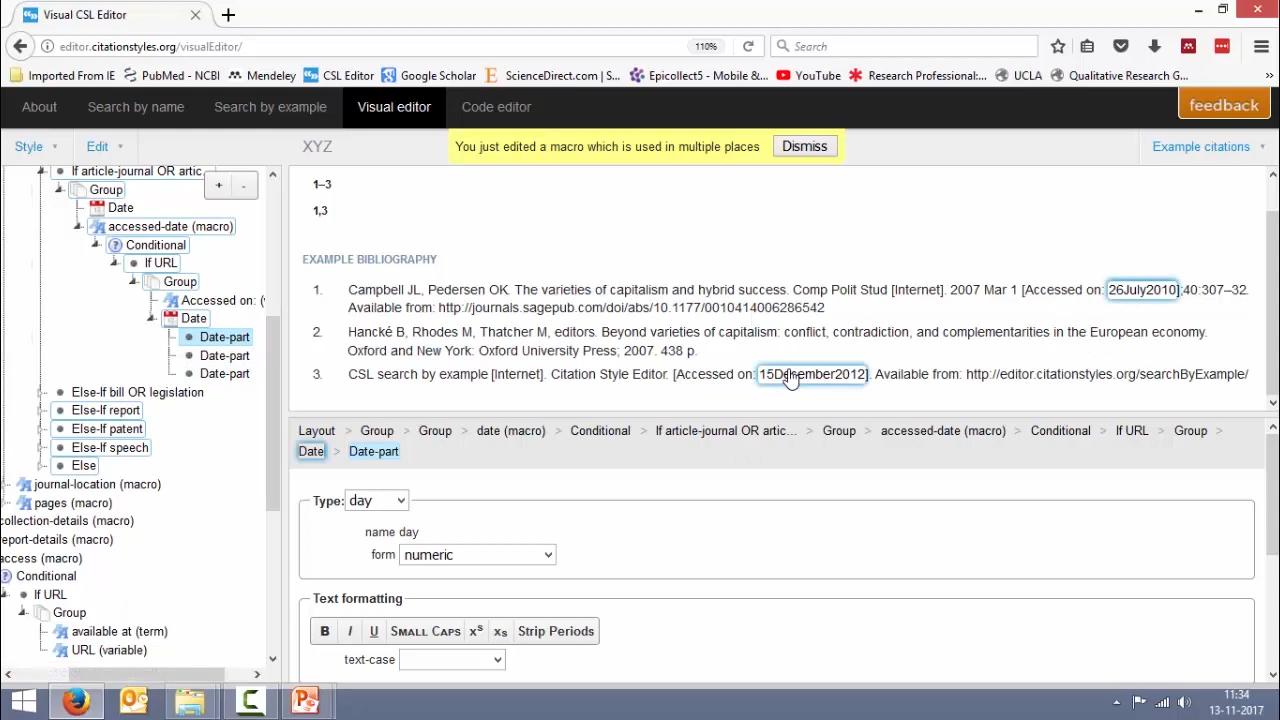 Visual CSL Editor
editor.citationstyles.org/visualEditor/
110%
Search
Imported From IE
PubMed - NCBI
Mendeley
CSL Editor
Google Scholar
ScienceDirect.com | S...
Epicollect5 - Mobile &...
YouTube
Research Professional:...
UCLA
Qualitative Research G...
About
Search by name
Search by example
Visual editor
Code editor
feedback
Style
Edit
XYZ
You just edited a macro which is used in multiple places
Dismiss
Example citations
If article-journal OR artic
+ -
Group
Date
accessed-date (macro)
Conditional
If URL
Group
Accessed on: (
Date
Date-part
Date-part
Date-part
Else-If bill OR legislation
Else-If report
Else-If patent
Else-If speech
Else
journal-location (macro)
pages (macro)
collection-details (macro)
report-details (macro)
access (macro)
Conditional
If URL
Group
available at (term)
URL (variable)
1–3
1,3
EXAMPLE BIBLIOGRAPHY
1. Campbell JL, Pedersen OK. The varieties of capitalism and hybrid success. Comp Polit Stud [Internet]. 2007 Mar 1 [Accessed on: 26July2010];40:307–32.
Available from: http://journals.sagepub.com/doi/abs/10.1177/0010414006286542
2. Hancké B, Rhodes M, Thatcher M, editors. Beyond varieties of capitalism: conflict, contradiction, and complementarities in the European economy.
Oxford and New York: Oxford University Press; 2007. 438 p.
3. CSL search by example [Internet]. Citation Style Editor. [Accessed on: 15December2012]. Available from: http://editor.citationstyles.org/searchByExample/
Layout > Group > Group > date (macro) > Conditional > If article-journal OR artic... > Group > accessed-date (macro) > Conditional > If URL > Group >
Date > Date-part
Type: day
name day
form numeric
Text formatting
B I U SMALL CAPS xs xs Strip Periods
text-case
11:34
13-11-2017